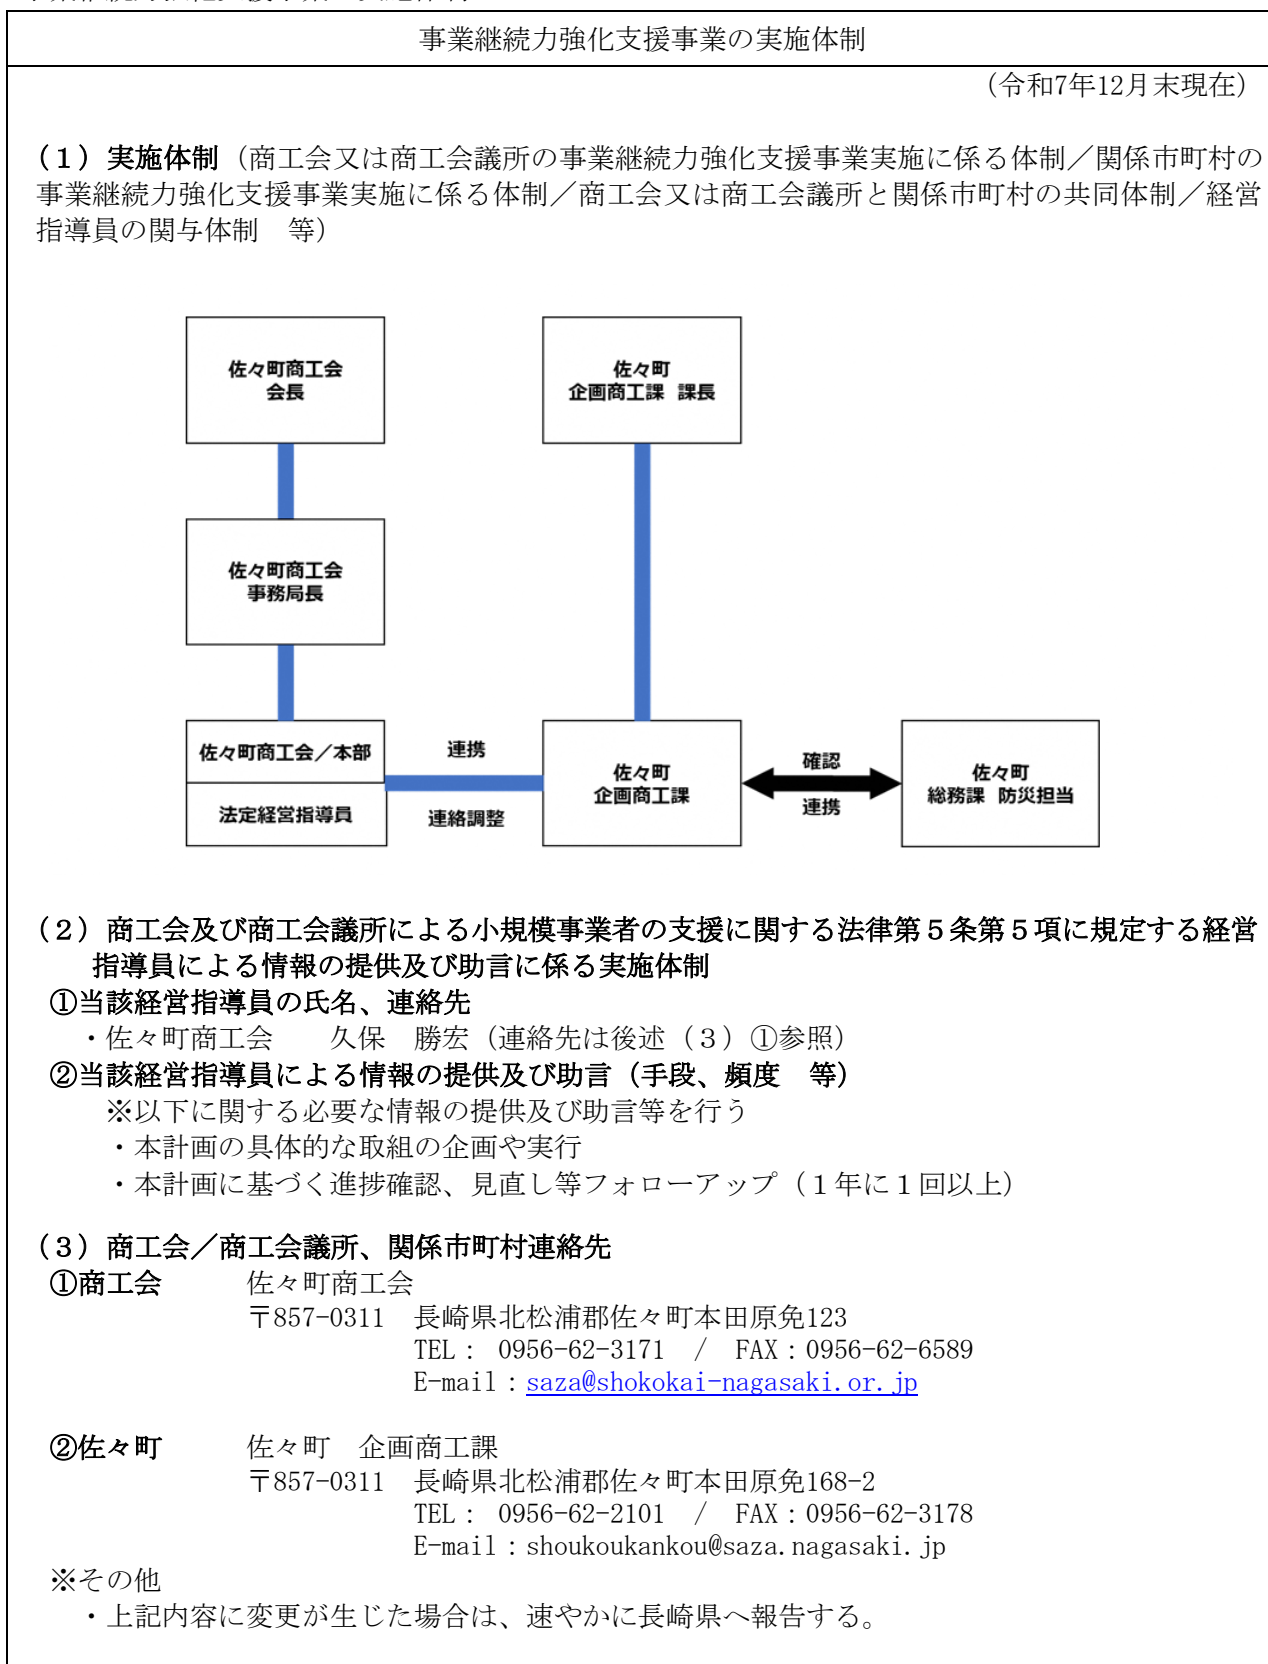 事業継続力強化支援事業の実施体制
（令和7年12月末現在）
（１）実施体制（商工会又は商工会議所の事業継続力強化支援事業実施に係る体制／関係市町村の
事業継続力強化支援事業実施に係る体制／商工会又は商工会議所と関係市町村の共同体制／経営
指導員の関与体制　等）
佐々町商工会
会長
佐々町
企画商工課 課長
佐々町商工会
事務局長
佐々町商工会／本部
法定経営指導員
連携
連絡調整
佐々町
企画商工課
確認
連携
佐々町
総務課 防災担当
（２）商工会及び商工会議所による小規模事業者の支援に関する法律第５条第５項に規定する経営
指導員による情報の提供及び助言に係る実施体制
①当該経営指導員の氏名、連絡先
・佐々町商工会　　久保　勝宏（連絡先は後述（３）①参照）
②当該経営指導員による情報の提供及び助言（手段、頻度　等）
※以下に関する必要な情報の提供及び助言等を行う
・本計画の具体的な取組の企画や実行
・本計画に基づく進捗確認、見直し等フォローアップ（１年に１回以上）
（３）商工会／商工会議所、関係市町村連絡先
①商工会　　　佐々町商工会
〒857-0311　長崎県北松浦郡佐々町本田原免123
TEL： 0956-62-3171　/　FAX：0956-62-6589
E-mail：saza@shokokai-nagasaki.or.jp
②佐々町　　　佐々町　企画商工課
〒857-0311　長崎県北松浦郡佐々町本田原免168-2
TEL： 0956-62-2101　/　FAX：0956-62-3178
E-mail：shoukoukankou@saza.nagasaki.jp
※その他
・上記内容に変更が生じた場合は、速やかに長崎県へ報告する。